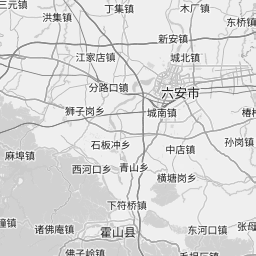 三元镇
丁集镇
木厂镇
洪集镇
东桥镇
新安镇
江家店镇
城北镇
分路口镇
六安市
狮子岗乡
城南镇
椿树
石板冲乡
孙岗镇
中店镇
麻埠镇
西河口乡
青山乡
横塘岗乡
下符桥镇
诸佛庵镇
霍山县
东河口镇
张母
佛子岭镇